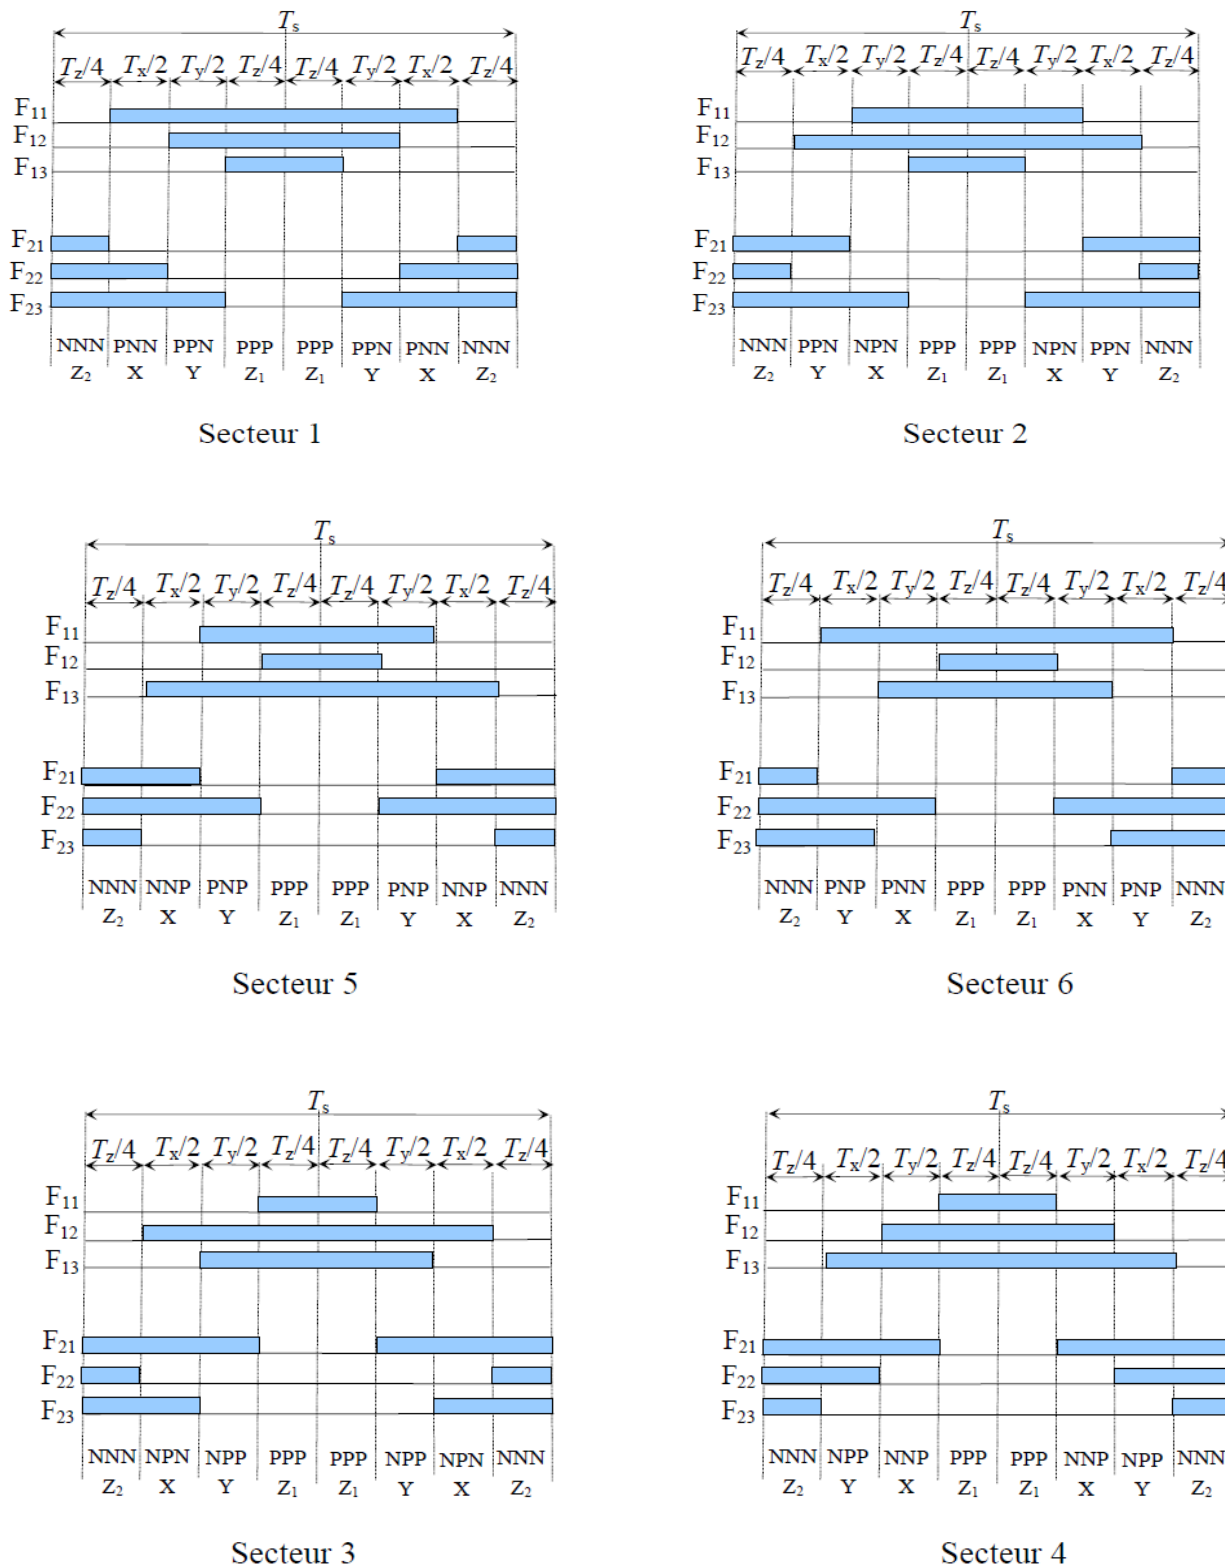 Ts
Tz/4 Tx/2 Ty/2 Tz/4 Tz/4 Ty/2 Tx/2 Tz/4
F11
F12
F13
F21
F22
F23
NNN PNN PPN PPP PPP PPN PNN NNN
Z2 X Y Z1 Z1 Y X Z2
Secteur 1
Ts
Tz/4 Tx/2 Ty/2 Tz/4 Tz/4 Ty/2 Tx/2 Tz/4
F11
F12
F13
F21
F22
F23
NNN PPN NPN PPP PPP NPN PPN NNN
Z2 Y X Z1 Z1 X Y Z2
Secteur 2
Ts
Tz/4 Tx/2 Ty/2 Tz/4 Tz/4 Ty/2 Tx/2 Tz/4
F11
F12
F13
F21
F22
F23
NNN NNP PNP PPP PPP PNP NNP NNN
Z2 X Y Z1 Z1 Y X Z2
Secteur 5
Ts
Tz/4 Tx/2 Ty/2 Tz/4 Tz/4 Ty/2 Tx/2 Tz/4
F11
F12
F13
F21
F22
F23
NNN PNP PNN PPP PPP PNN PNP NNN
Z2 Y X Z1 Z1 X Y Z2
Secteur 6
Ts
Tz/4 Tx/2 Ty/2 Tz/4 Tz/4 Ty/2 Tx/2 Tz/4
F11
F12
F13
F21
F22
F23
NNN NPN NPP PPP PPP NPP NPN NNN
Z2 X Y Z1 Z1 Y X Z2
Secteur 3
Ts
Tz/4 Tx/2 Ty/2 Tz/4 Tz/4 Ty/2 Tx/2 Tz/4
F11
F12
F13
F21
F22
F23
NNN NPP NNP PPP PPP NNP NPP NNN
Z2 Y X Z1 Z1 X Y Z2
Secteur 4